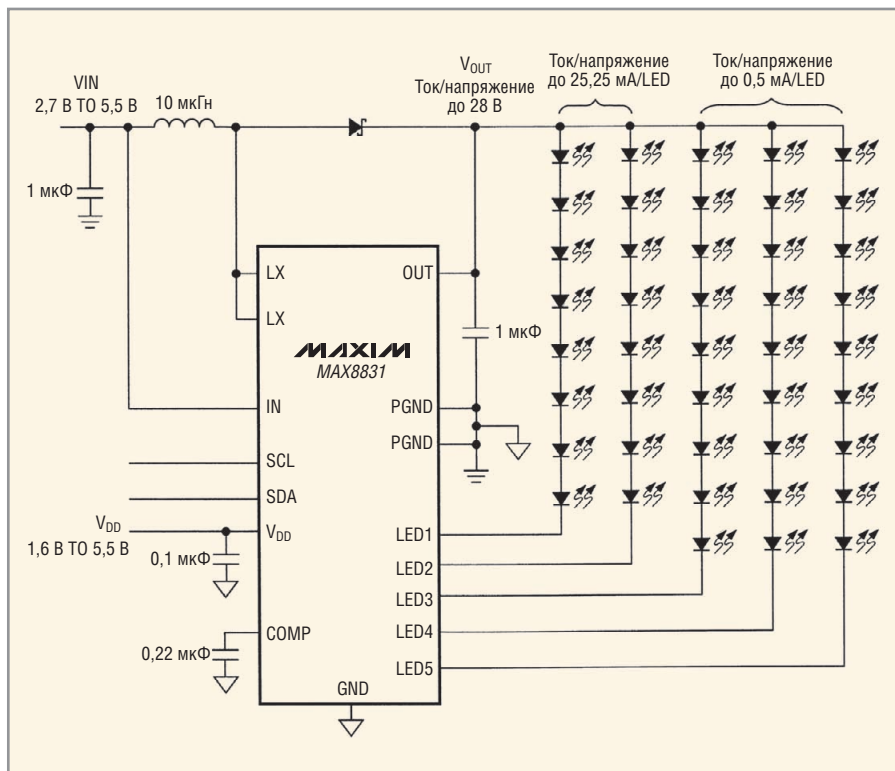 VIN
2,7 В ТО 5,5 В
10 мкГн
VOUT
Ток/напряжение
до 28 В
Ток/напряжение
до 25,25 мА/LED
Ток/напряжение
до 0,5 мА/LED
1 мкФ
LX
LX
OUT
1 мкФ
MAXIM
MAX8831
IN
PGND
PGND
SCL
SDA
VDD
1,6 В ТО 5,5 В
VDD
0,1 мкФ
LED1
LED2
LED3
COMP
LED4
0,22 мкФ
LED5
GND